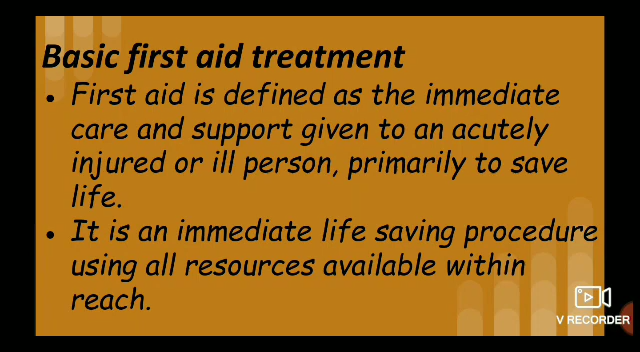 Basic first aid treatment
• First aid is defined as the immediate
care and support given to an acutely
injured or ill person, primarily to save
life.
• It is an immediate life saving procedure
using all resources available within
reach.
V RECORDER